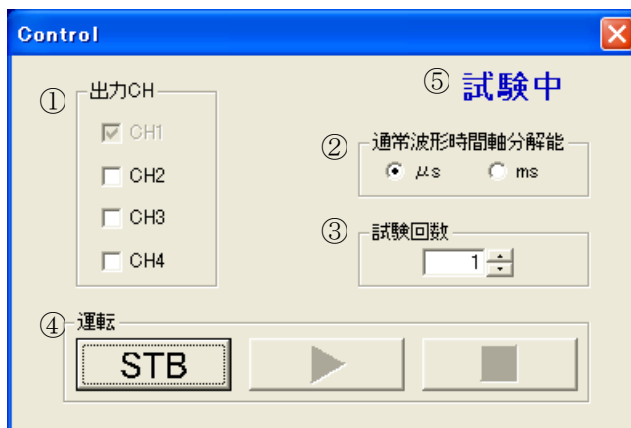 Control
① 出力CH
CH1
CH2
CH3
CH4
⑤ 試験中
② 通常波形時間軸分解能
μs ms
③ 試験回数
1
④ 運転
STB